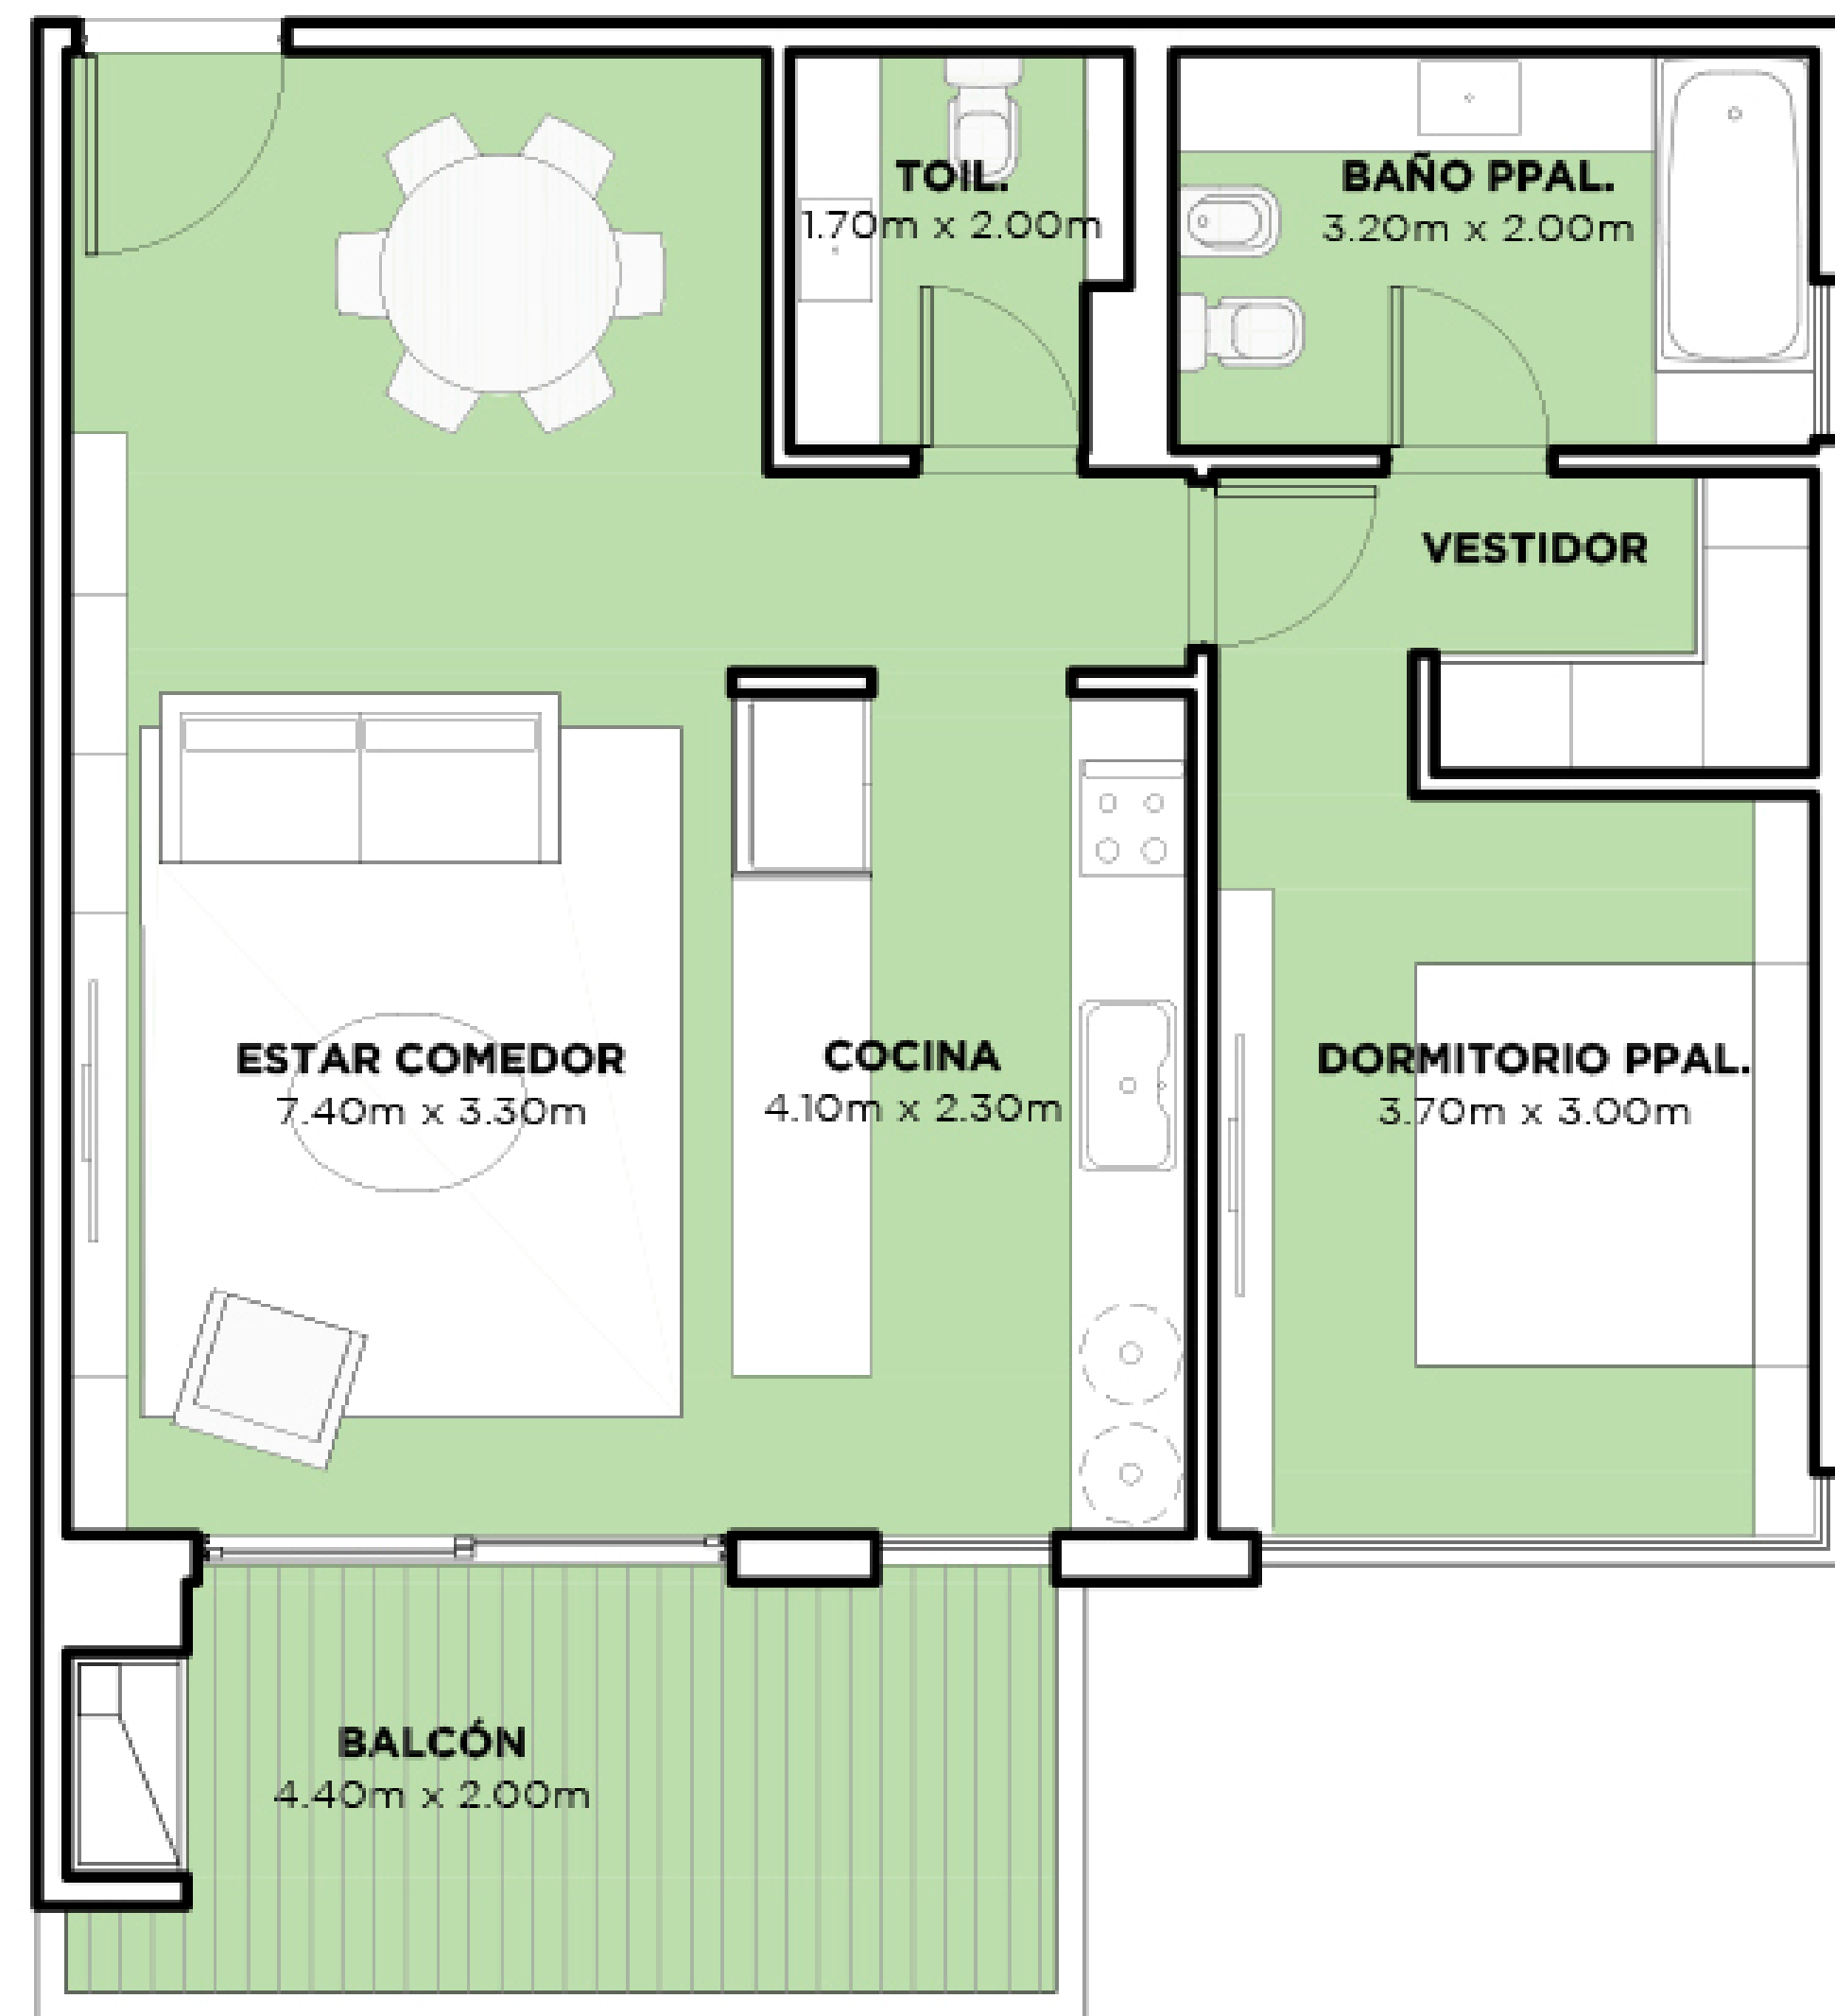 TOIL.
1.70m x 2.00m
BAÑO PPAL.
3.20m x 2.00m
VESTIDOR
ESTAR COMEDOR
7.40m x 3.30m
COCINA
4.10m x 2.30m
DORMITORIO PPAL.
3.70m x 3.00m
BALCÓN
4.40m x 2.00m